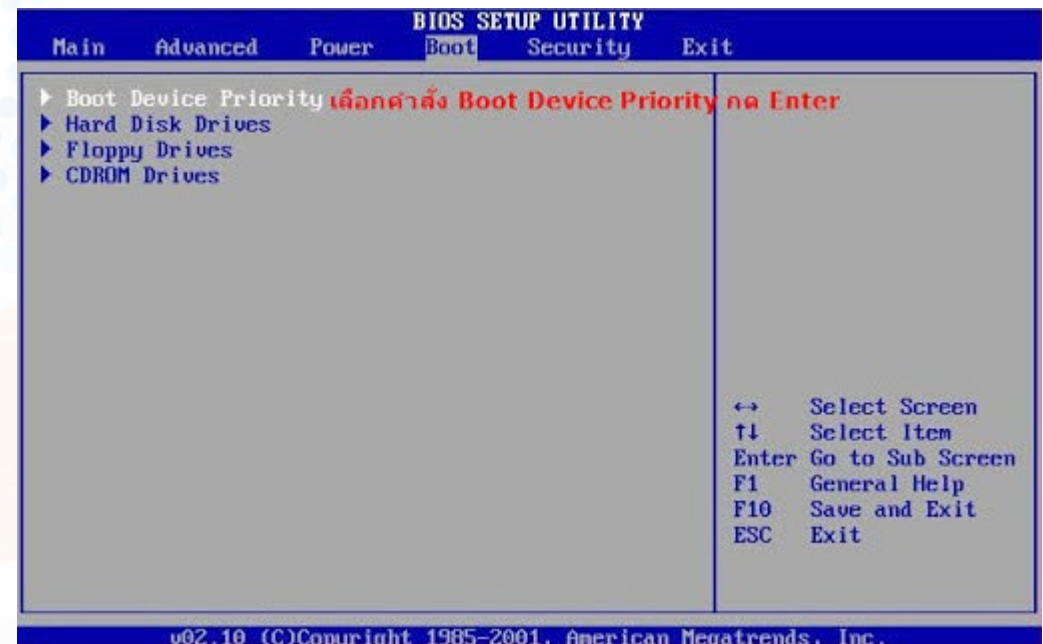 BIOS SETUP UTILITY
Main Advanced Power Boot Security Exit
Boot Device Priority เลือกคำสั่ง Boot Device Priority กด Enter
Hard Disk Drives
Floppy Drives
CDROM Drives
↔ Select Screen
↑↓ Select Item
Enter Go to Sub Screen
F1 General Help
F10 Save and Exit
ESC Exit
v02.10 (C)Copyright 1985-2001, American Megatrends, Inc.